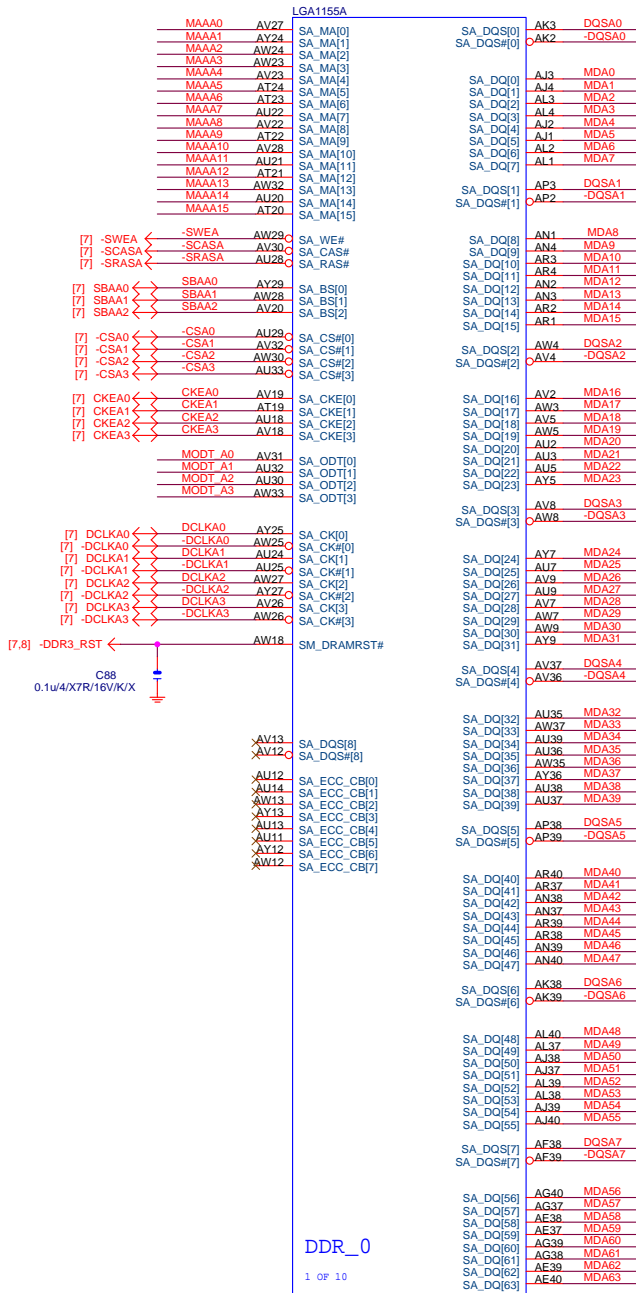 LGA1155A
MAAA0 AV27 SA_MA[0]
MAAA1 AY24 SA_MA[1]
MAAA2 AW24 SA_MA[2]
MAAA3 AW23 SA_MA[3]
MAAA4 AV23 SA_MA[4]
MAAA5 AT24 SA_MA[5]
MAAA6 AT23 SA_MA[6]
MAAA7 AU22 SA_MA[7]
MAAA8 AV22 SA_MA[8]
MAAA9 AT22 SA_MA[9]
MAAA10 AV28 SA_MA[10]
MAAA11 AU21 SA_MA[11]
MAAA12 AT21 SA_MA[12]
MAAA13 AW32 SA_MA[13]
MAAA14 AU20 SA_MA[14]
MAAA15 AT20 SA_MA[15]
[7] -SWEA -SWEA AW29 SA_WE#
[7] -SCASA -SCASA AV30 SA_CAS#
[7] -SRASA -SRASA AU28 SA_RAS#
[7] SBAA0 SBAA0 AY29 SA_BS[0]
[7] SBAA1 SBAA1 AW28 SA_BS[1]
[7] SBAA2 SBAA2 AV20 SA_BS[2]
[7] -CSA0 -CSA0 AU29 SA_CS#[0]
[7] -CSA1 -CSA1 AV32 SA_CS#[1]
[7] -CSA2 -CSA2 AW30 SA_CS#[2]
[7] -CSA3 -CSA3 AU33 SA_CS#[3]
[7] CKEA0 CKEA0 AV19 SA_CKE[0]
[7] CKEA1 CKEA1 AT19 SA_CKE[1]
[7] CKEA2 CKEA2 AU18 SA_CKE[2]
[7] CKEA3 CKEA3 AV18 SA_CKE[3]
MODT_A0 AV31 SA_ODT[0]
MODT_A1 AU32 SA_ODT[1]
MODT_A2 AU30 SA_ODT[2]
MODT_A3 AW33 SA_ODT[3]
[7] DCLKA0 DCLKA0 AY25 SA_CK[0]
[7] -DCLKA0 -DCLKA0 AW25 SA_CK#[0]
[7] DCLKA1 DCLKA1 AU24 SA_CK[1]
[7] -DCLKA1 -DCLKA1 AU25 SA_CK#[1]
[7] DCLKA2 DCLKA2 AW27 SA_CK[2]
[7] -DCLKA2 -DCLKA2 AY27 SA_CK#[2]
[7] DCLKA3 DCLKA3 AV26 SA_CK[3]
[7] -DCLKA3 -DCLKA3 AW26 SA_CK#[3]
[7,8] -DDR3_RST AW18 SM_DRAMRST#
C88
0.1u/4/X7R/16V/K/X
AV13 SA_DQS[8]
AV12 SA_DQS#[8]
AU12 SA_ECC_CB[0]
AU14 SA_ECC_CB[1]
AW13 SA_ECC_CB[2]
AY13 SA_ECC_CB[3]
AU13 SA_ECC_CB[4]
AU11 SA_ECC_CB[5]
AY12 SA_ECC_CB[6]
AW12 SA_ECC_CB[7]
SA_DQS[0] AK3 DQSA0
SA_DQS#[0] AK2 -DQSA0
SA_DQ[0] AJ3 MDA0
SA_DQ[1] AJ4 MDA1
SA_DQ[2] AL3 MDA2
SA_DQ[3] AL4 MDA3
SA_DQ[4] AJ2 MDA4
SA_DQ[5] AJ1 MDA5
SA_DQ[6] AL2 MDA6
SA_DQ[7] AL1 MDA7
SA_DQS[1] AP3 DQSA1
SA_DQS#[1] AP2 -DQSA1
SA_DQ[8] AN1 MDA8
SA_DQ[9] AN4 MDA9
SA_DQ[10] AR3 MDA10
SA_DQ[11] AR4 MDA11
SA_DQ[12] AN2 MDA12
SA_DQ[13] AN3 MDA13
SA_DQ[14] AR2 MDA14
SA_DQ[15] AR1 MDA15
SA_DQS[2] AW4 DQSA2
SA_DQS#[2] AV4 -DQSA2
SA_DQ[16] AV2 MDA16
SA_DQ[17] AW3 MDA17
SA_DQ[18] AV5 MDA18
SA_DQ[19] AW5 MDA19
SA_DQ[20] AU2 MDA20
SA_DQ[21] AU3 MDA21
SA_DQ[22] AU5 MDA22
SA_DQ[23] AY5 MDA23
SA_DQS[3] AV8 DQSA3
SA_DQS#[3] AW8 -DQSA3
SA_DQ[24] AY7 MDA24
SA_DQ[25] AU7 MDA25
SA_DQ[26] AV9 MDA26
SA_DQ[27] AU9 MDA27
SA_DQ[28] AV7 MDA28
SA_DQ[29] AW7 MDA29
SA_DQ[30] AW9 MDA30
SA_DQ[31] AY9 MDA31
SA_DQS[4] AV37 DQSA4
SA_DQS#[4] AV36 -DQSA4
SA_DQ[32] AU35 MDA32
SA_DQ[33] AW37 MDA33
SA_DQ[34] AU39 MDA34
SA_DQ[35] AU36 MDA35
SA_DQ[36] AW35 MDA36
SA_DQ[37] AY36 MDA37
SA_DQ[38] AU38 MDA38
SA_DQ[39] AU37 MDA39
SA_DQS[5] AP38 DQSA5
SA_DQS#[5] AP39 -DQSA5
SA_DQ[40] AR40 MDA40
SA_DQ[41] AR37 MDA41
SA_DQ[42] AN38 MDA42
SA_DQ[43] AN37 MDA43
SA_DQ[44] AR39 MDA44
SA_DQ[45] AR38 MDA45
SA_DQ[46] AN39 MDA46
SA_DQ[47] AN40 MDA47
SA_DQS[6] AK38 DQSA6
SA_DQS#[6] AK39 -DQSA6
SA_DQ[48] AL40 MDA48
SA_DQ[49] AL37 MDA49
SA_DQ[50] AJ38 MDA50
SA_DQ[51] AJ37 MDA51
SA_DQ[52] AL39 MDA52
SA_DQ[53] AL38 MDA53
SA_DQ[54] AJ39 MDA54
SA_DQ[55] AJ40 MDA55
SA_DQS[7] AF38 DQSA7
SA_DQS#[7] AF39 -DQSA7
SA_DQ[56] AG40 MDA56
SA_DQ[57] AG37 MDA57
SA_DQ[58] AE38 MDA58
SA_DQ[59] AE37 MDA59
SA_DQ[60] AG39 MDA60
SA_DQ[61] AG38 MDA61
SA_DQ[62] AE39 MDA62
SA_DQ[63] AE40 MDA63
DDR_0
1 OF 10